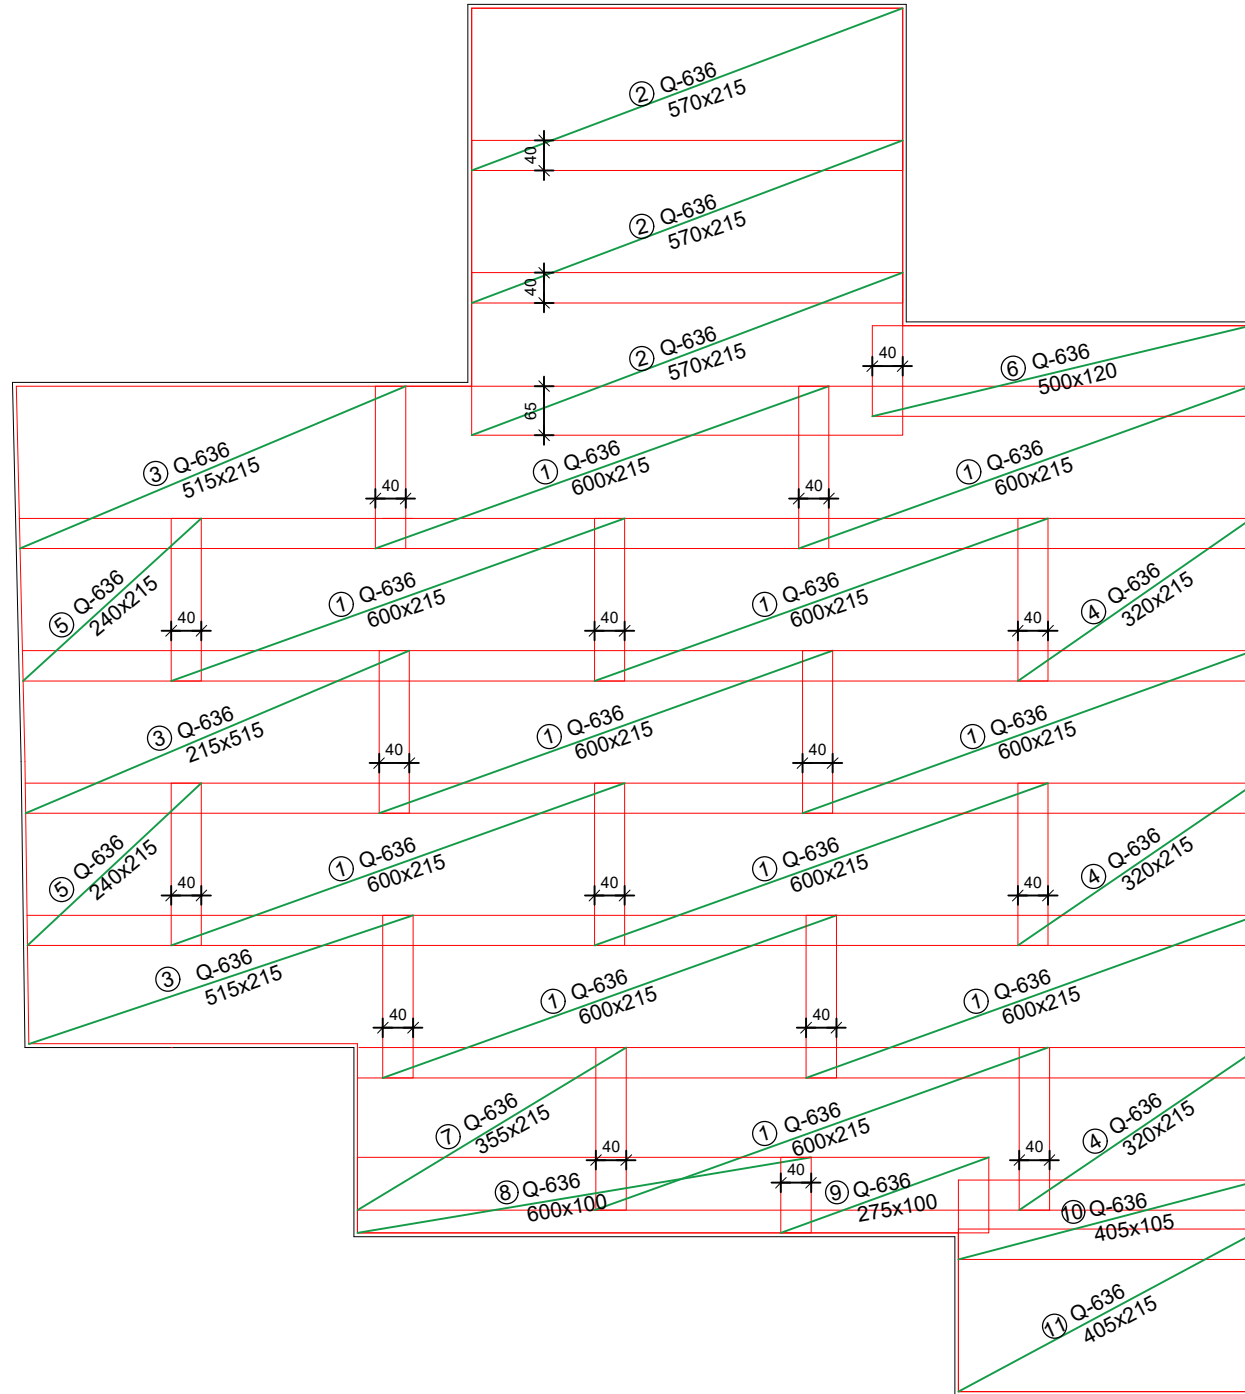 ② Q-636
570x215
40
② Q-636
570x215
40
② Q-636
570x215
65
40
⑥ Q-636
500x120
③ Q-636
515x215
40
① Q-636
600x215
40
① Q-636
600x215
⑤ Q-636
240x215
40
① Q-636
600x215
40
① Q-636
600x215
40
④ Q-636
320x215
③ Q-636
215x515
40
① Q-636
600x215
40
① Q-636
600x215
⑤ Q-636
240x215
40
① Q-636
600x215
40
① Q-636
600x215
40
④ Q-636
320x215
③ Q-636
515x215
40
① Q-636
600x215
40
① Q-636
600x215
⑦ Q-636
355x215
40
① Q-636
600x215
40
④ Q-636
320x215
⑧ Q-636
600x100
40
⑨ Q-636
275x100
⑩ Q-636
405x105
⑪ Q-636
405x215